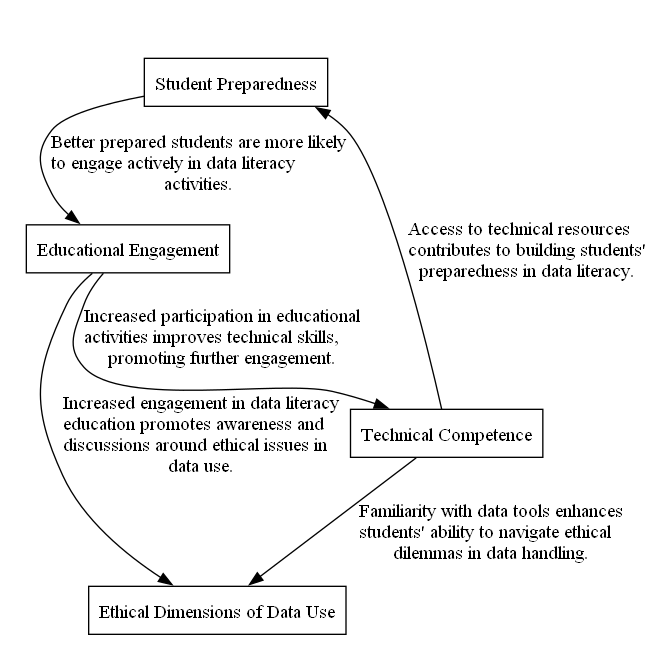 Student Preparedness
Better prepared students are more likely
to engage actively in data literacy
activities.
Access to technical resources
contributes to building students'
preparedness in data literacy.
Educational Engagement
Increased participation in educational
activities improves technical skills,
promoting further engagement.
Increased engagement in data literacy
education promotes awareness and
discussions around ethical issues in
data use.
Technical Competence
Familiarity with data tools enhances
students' ability to navigate ethical
dilemmas in data handling.
Ethical Dimensions of Data Use